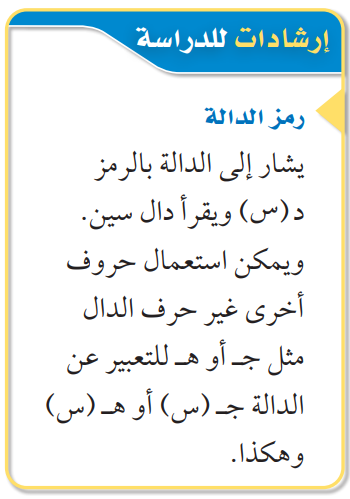 إرشادات للدراسة
رمز الدالة
يشار إلى الدالة بالرمز
د(س) ويقرأ دال سين.
ويمكن استعمال حروف
أخرى غير حرف الدال
مثل جـ أو هـ للتعبير عن
الدالة جـ (س) أو هـ (س)
وهكذا.